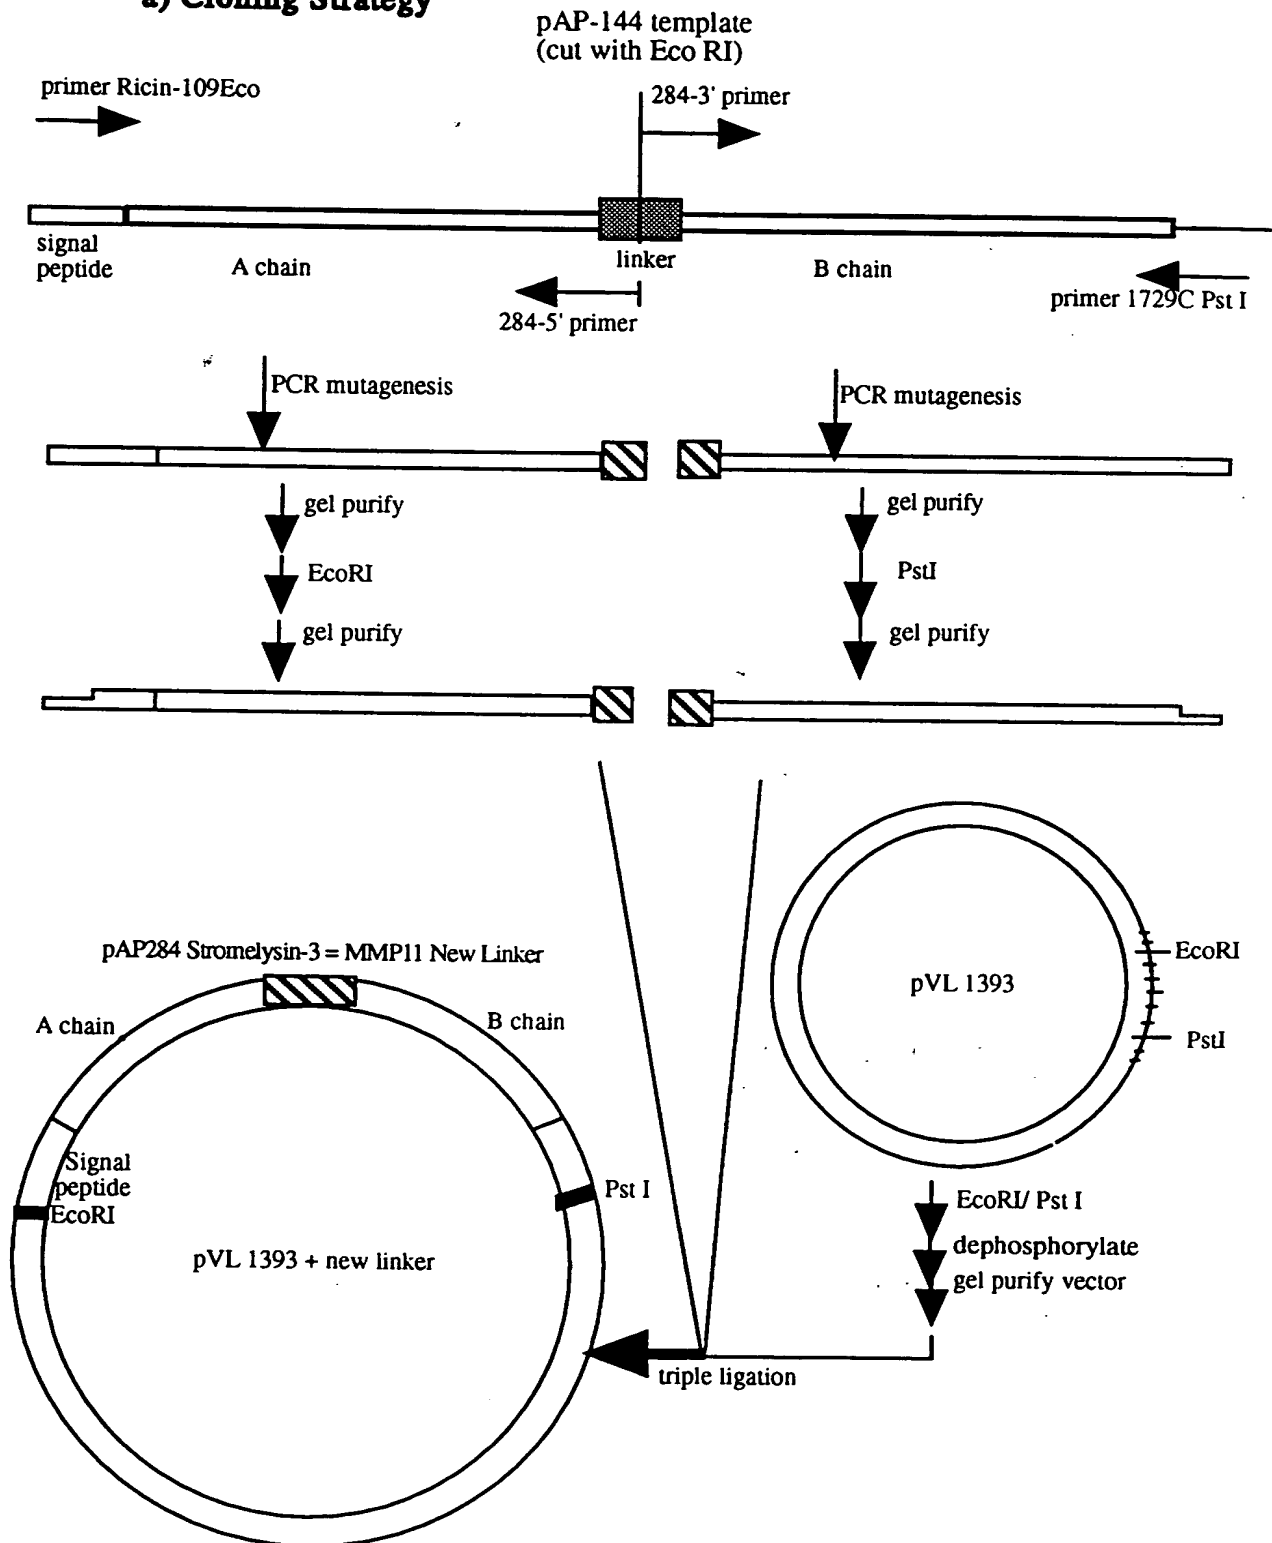 a) Cloning Strategy
pAP-144 template
(cut with Eco RI)
primer Ricin-109Eco
284-3' primer
signal
peptide
A chain
linker
B chain
284-5' primer
primer 1729C Pst I
PCR mutagenesis
PCR mutagenesis
gel purify
gel purify
EcoRI
PstI
gel purify
gel purify
pAP284 Stromelysin-3 = MMP11 New Linker
A chain
B chain
pVL 1393
EcoRI
PstI
Signal
peptide
EcoRI
Pst I
pVL 1393 + new linker
EcoRI/ Pst I
dephosphorylate
gel purify vector
triple ligation